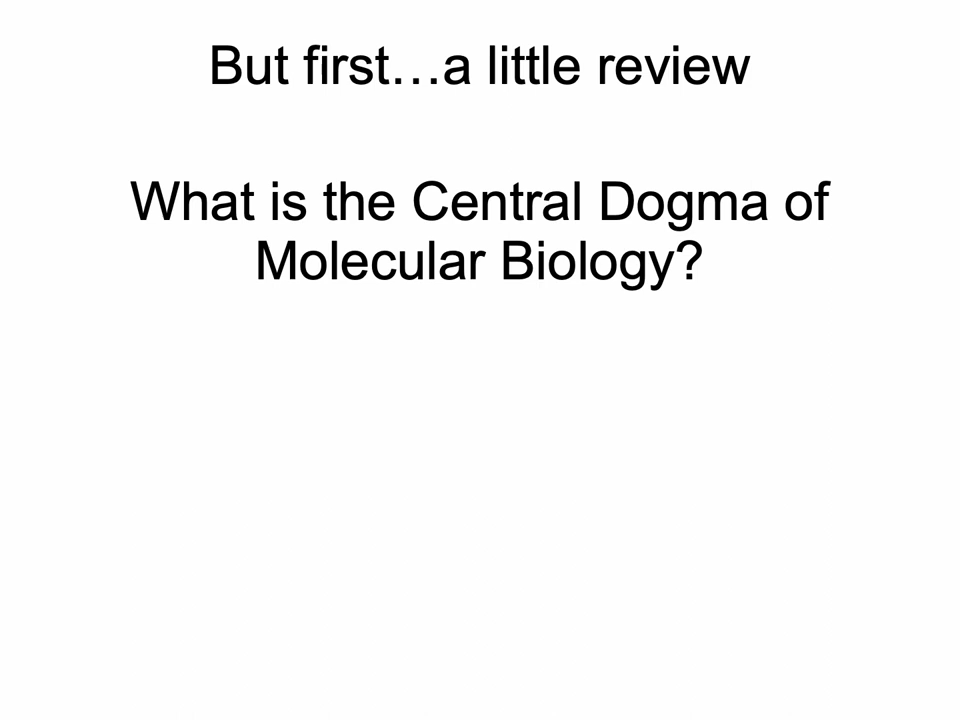 But first…a little review
What is the Central Dogma of
Molecular Biology?